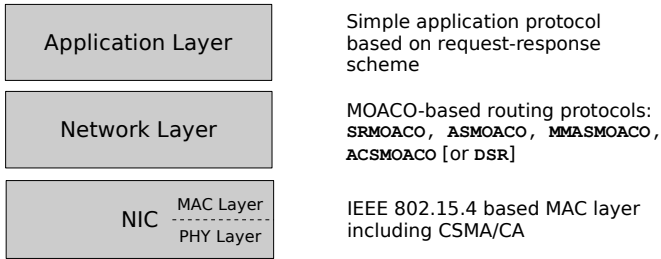 Application Layer
Simple application protocol
based on request-response
scheme
Network Layer
MOACO-based routing protocols:
SRMOACO, ASMOACO, MMASMOACO,
ACSMOACO [or DSR]
NIC
MAC Layer
PHY Layer
IEEE 802.15.4 based MAC layer
including CSMA/CA